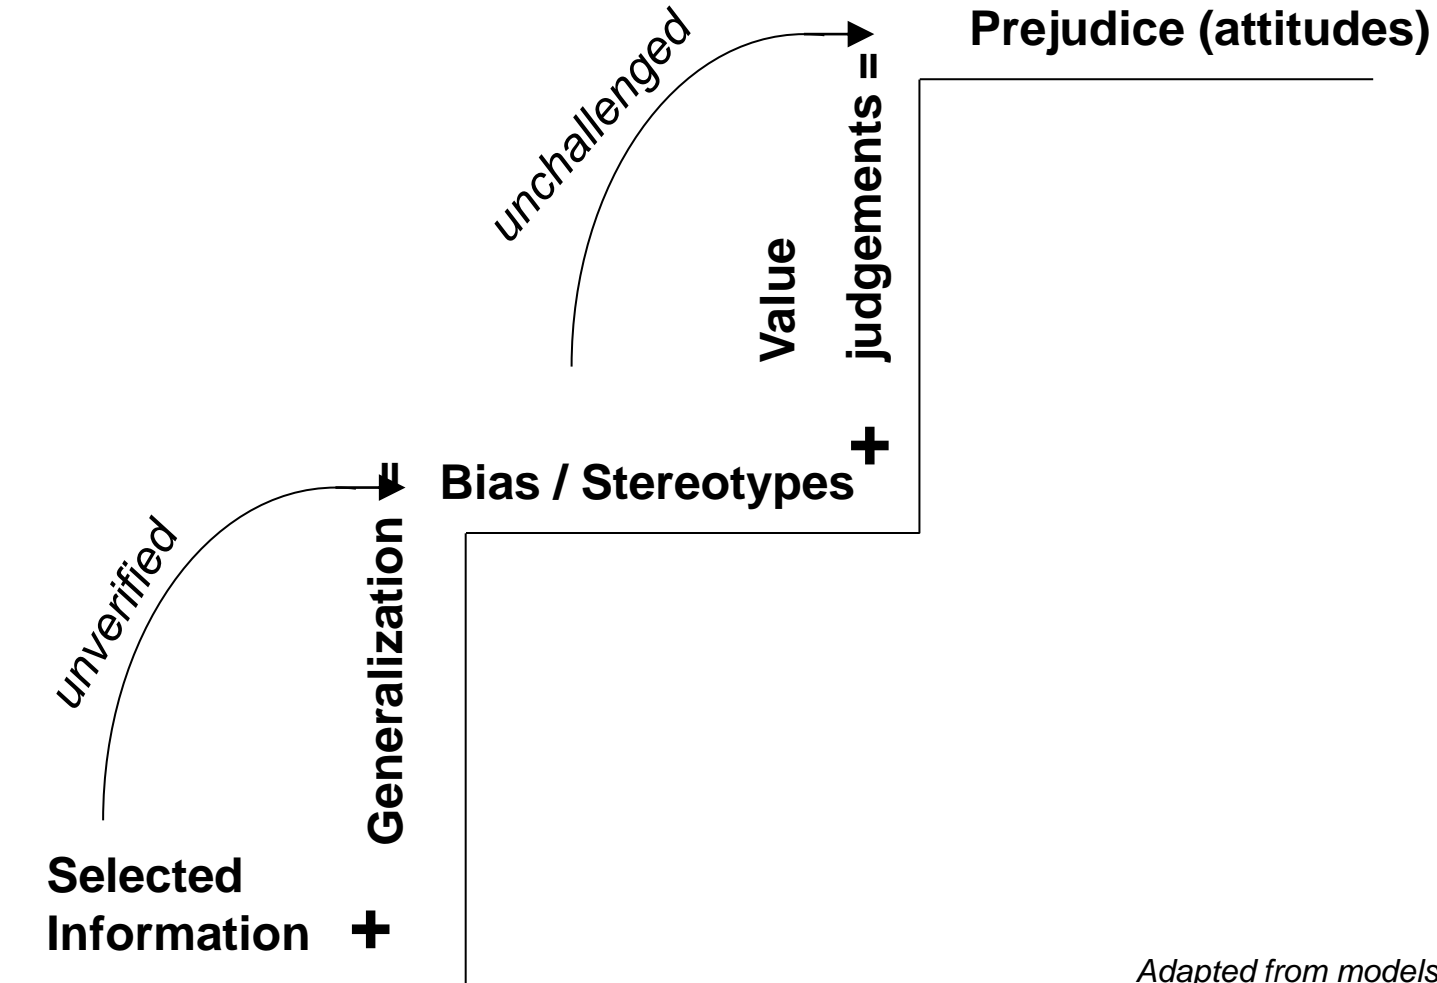 Prejudice (attitudes)
unchallenged
Value
judgements =
+
Bias / Stereotypes
unverified
Generalization =
Selected
Information +
Adapted from models